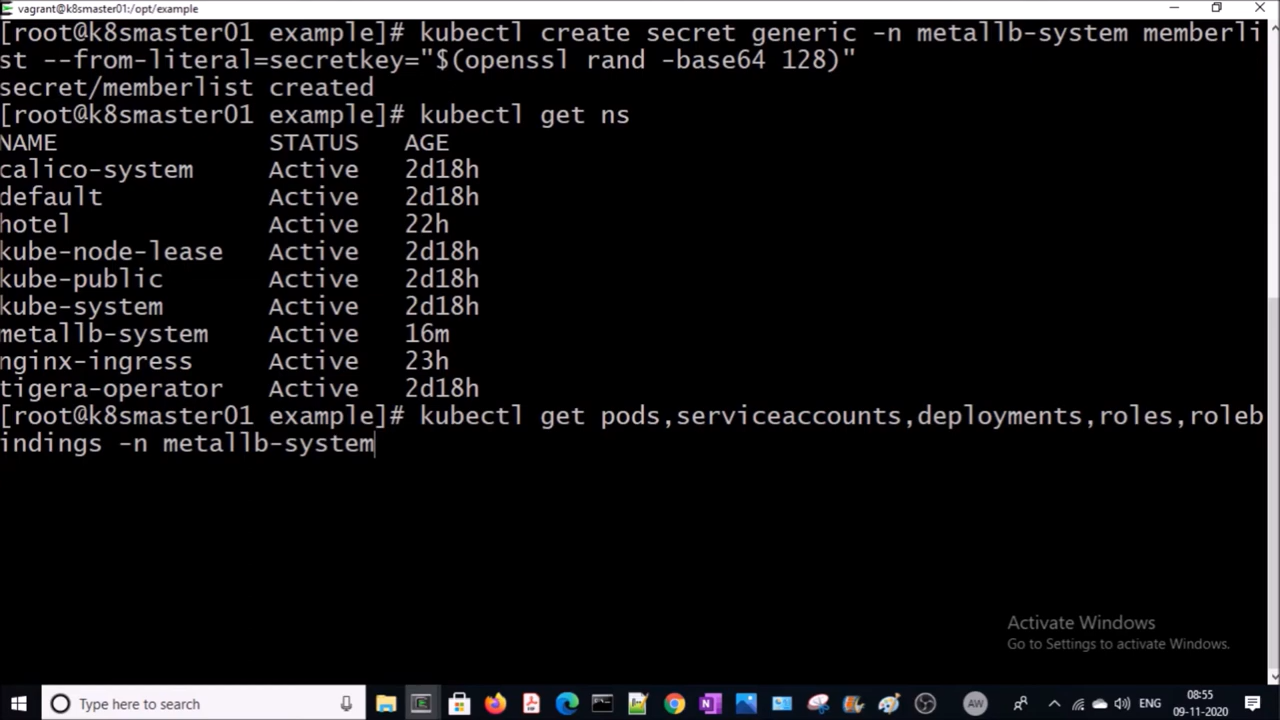 vagrant@k8smaster01:/opt/example
[root@k8smaster01 example]# kubectl create secret generic -n metallb-system memberli
st --from-literal=secretkey="$(openssl rand -base64 128)"
secret/memberlist created
[root@k8smaster01 example]# kubectl get ns
NAME STATUS AGE
calico-system Active 2d18h
default Active 2d18h
hotel Active 22h
kube-node-lease Active 2d18h
kube-public Active 2d18h
kube-system Active 2d18h
metallb-system Active 16m
nginx-ingress Active 23h
tigera-operator Active 2d18h
[root@k8smaster01 example]# kubectl get pods,serviceaccounts,deployments,roles,roleb
indings -n metallb-system
Activate Windows
Go to Settings to activate Windows.
Type here to search
AW
ENG
08:55
09-11-2020